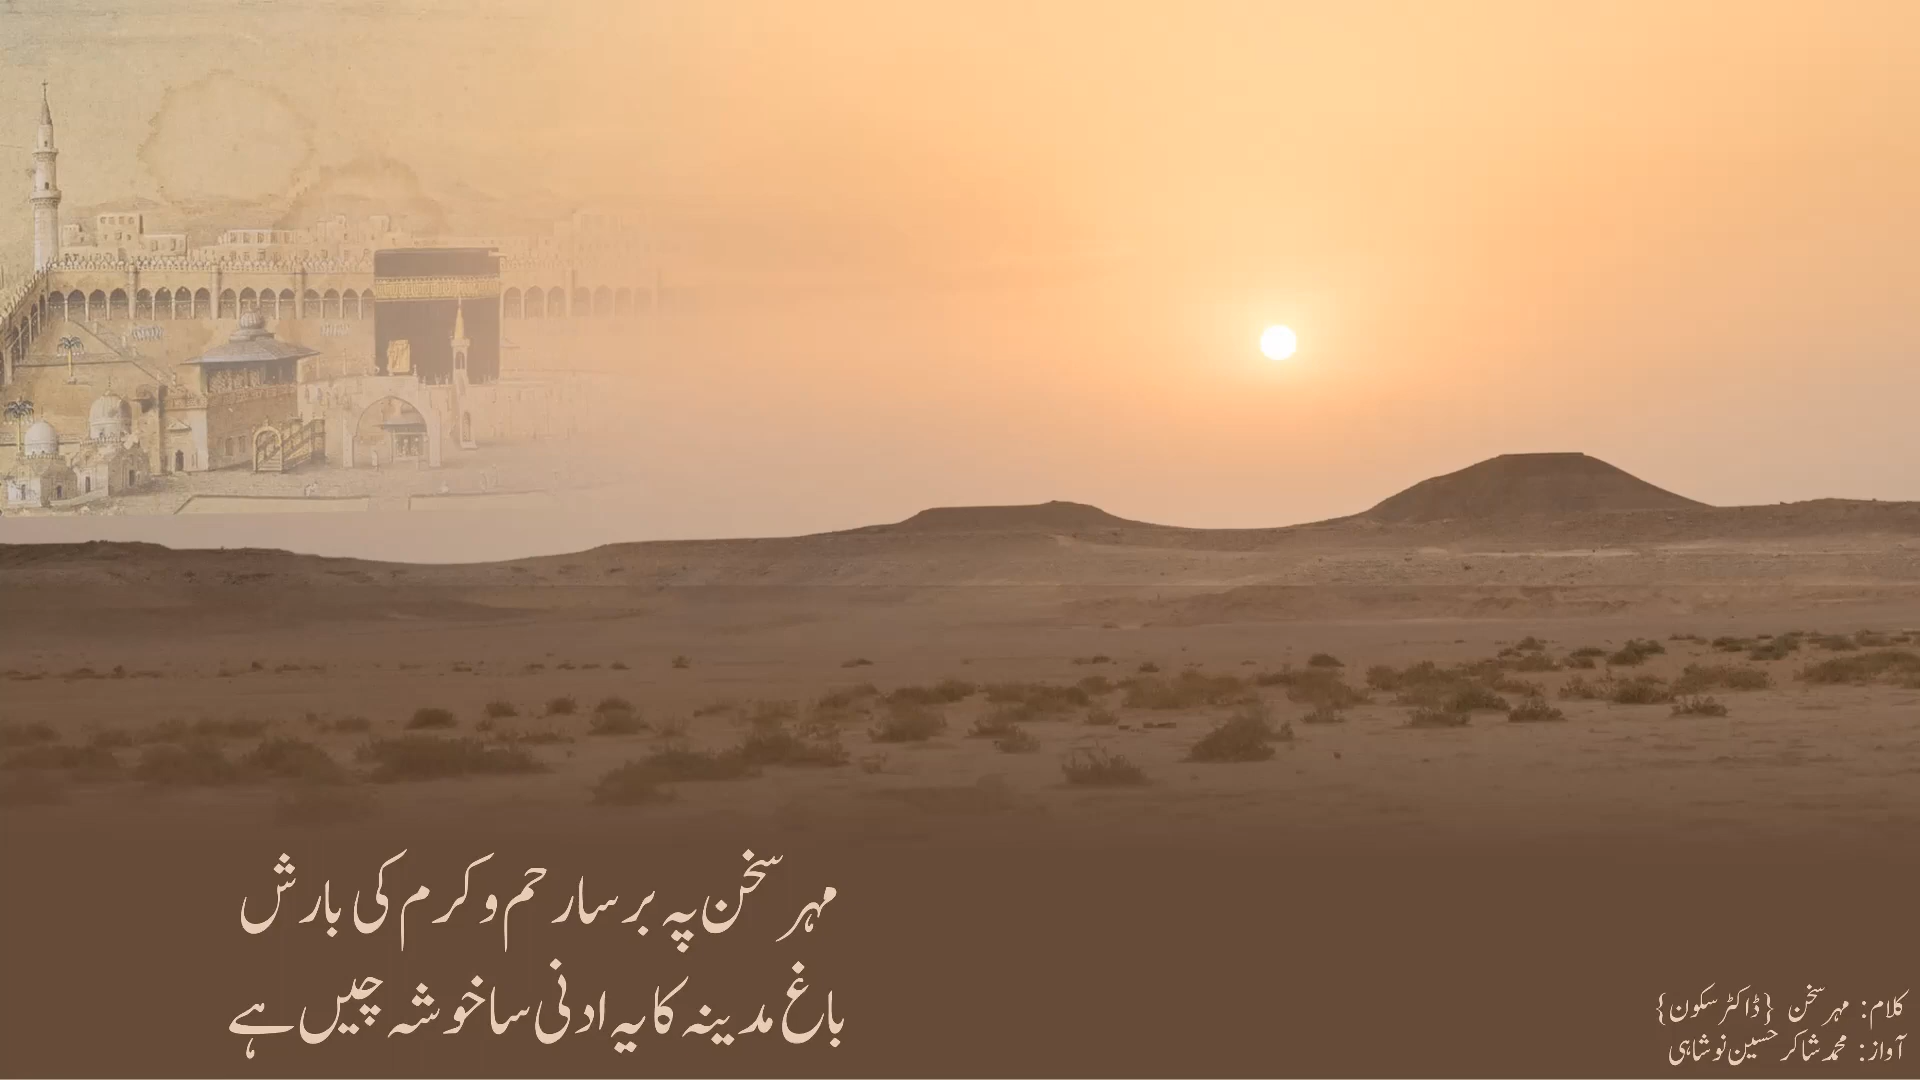 مہر سخن پہ برسا رحم و کرم کی بارش
باغ مدینہ کا یہ ادنی سا خوشہ چیں ہے
کلام: مہر سخن {ڈاکٹر سکون}
آواز: محمد شاکر حسین نوشاہی